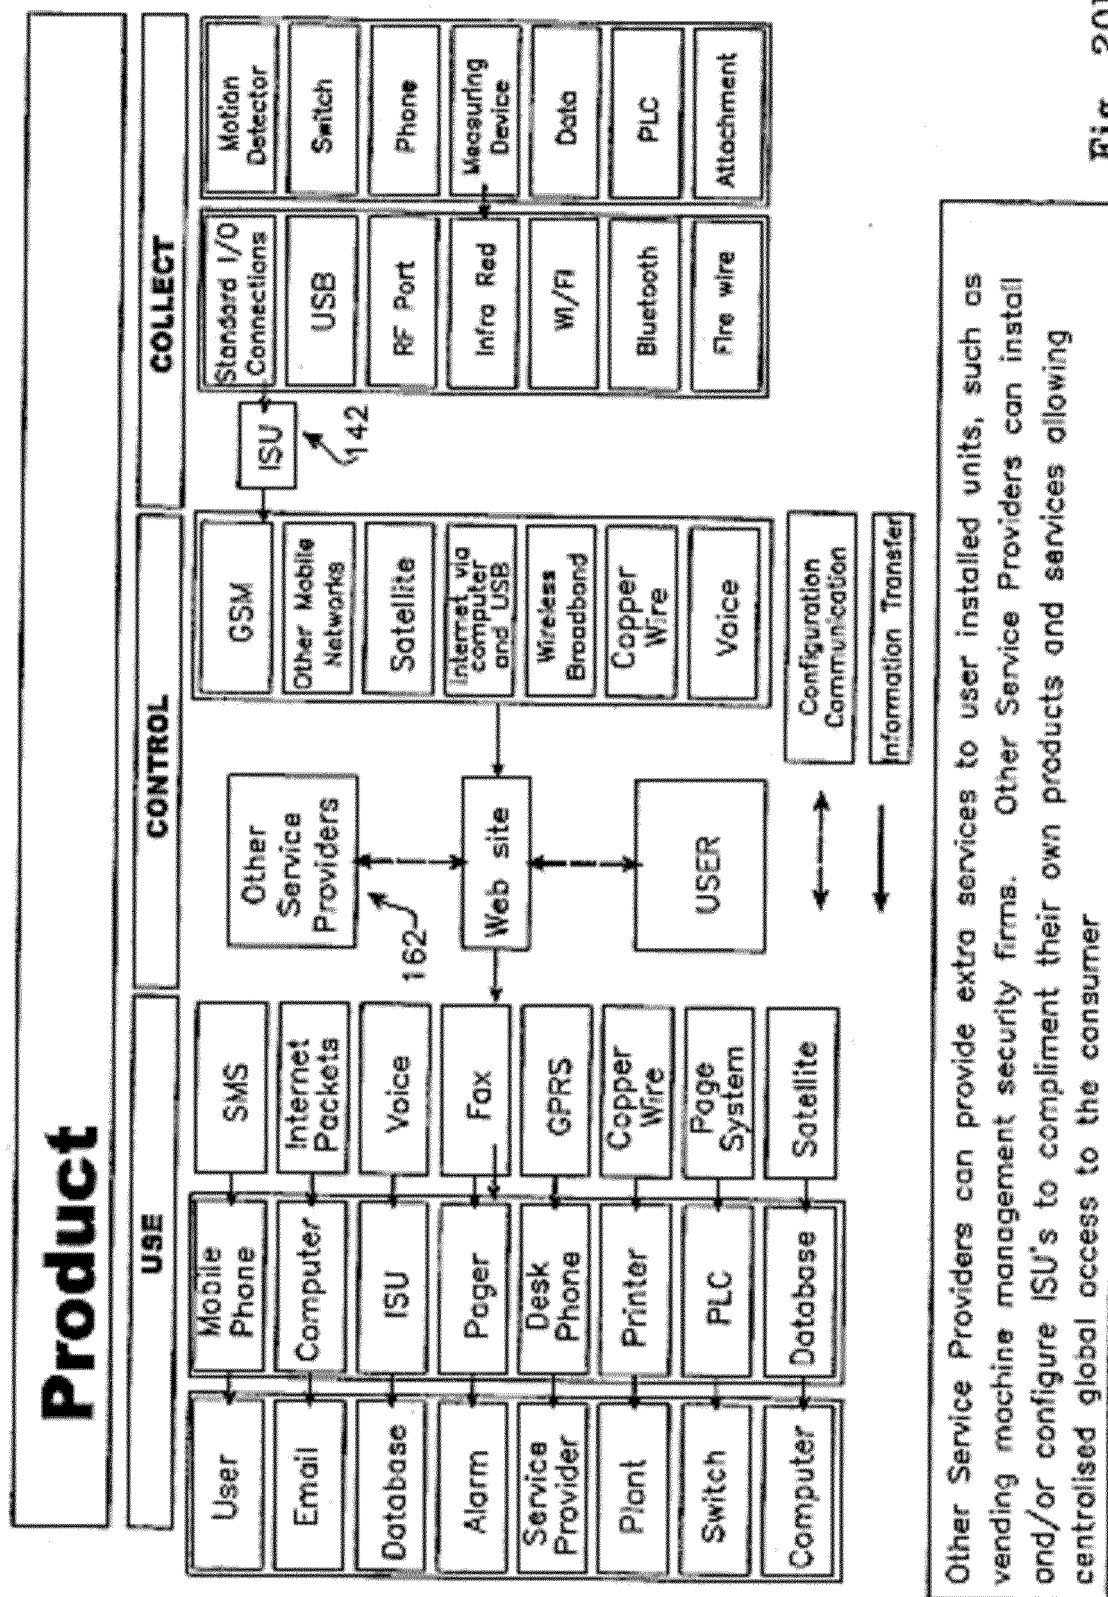 Product
USE
CONTROL
COLLECT
User
Mobile
Phone
SMS
Email
Computer
Internet
Packets
Database
ISU
Voice
Alarm
Pager
Fax
Service
Provider
Desk
Phone
GPRS
Plant
Printer
Copper
Wire
Switch
PLC
Page
System
Computer
Database
Satellite
Other
Service
Providers
162
Web site
USER
GSM
Other Mobile
Networks
Satellite
Internet via
computer
and USB
Wireless
Broadband
Copper
Wire
Voice
Configuration
Communication
Information Transfer
ISU
142
Standard I/O
Connections
USB
RF Port
Infra Red
WI/FI
Bluetooth
Fire wire
Motion
Detector
Switch
Phone
Measuring
Device
Data
PLC
Attachment
Other Service Providers can provide extra services to user installed units, such as
vending machine management security firms. Other Service Providers can install
and/or configure ISU's to compliment their own products and services allowing
centralised global access to the consumer
Fig